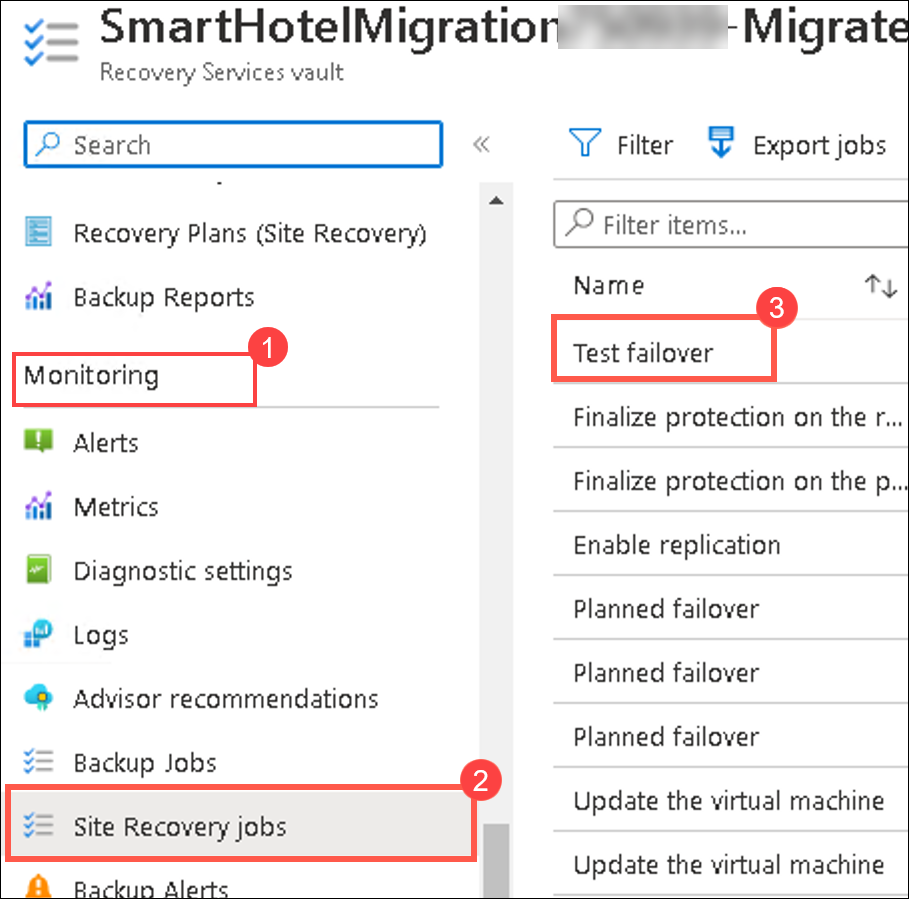 SmartHotelMigration -Migrate
Recovery Services vault
Search
«
Filter
Export jobs
Recovery Plans (Site Recovery)
Backup Reports
Monitoring
1
Alerts
Metrics
Diagnostic settings
Logs
Advisor recommendations
Backup Jobs
Site Recovery jobs
2
Backup Alerts
Filter items...
Name
Test failover
3
Finalize protection on the r...
Finalize protection on the p...
Enable replication
Planned failover
Planned failover
Planned failover
Update the virtual machine
Update the virtual machine